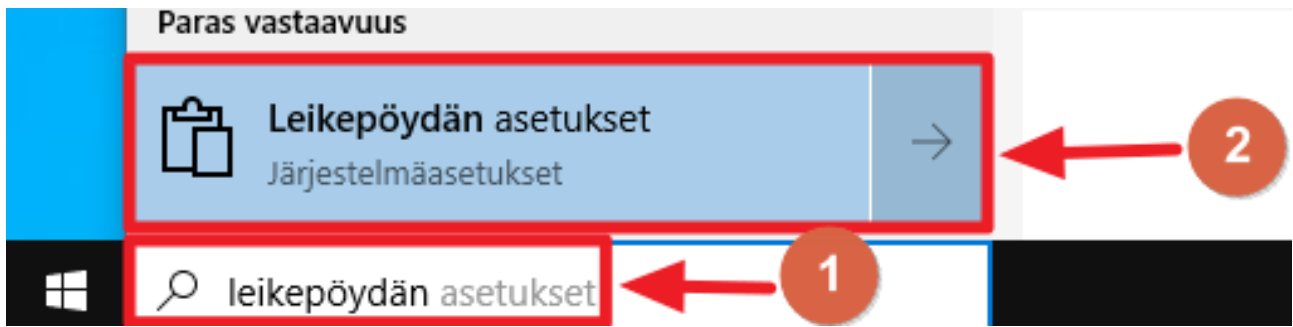 Paras vastaavuus
Leikepöydän asetukset
Järjestelmäasetukset
2
leikepöydän asetukset
1